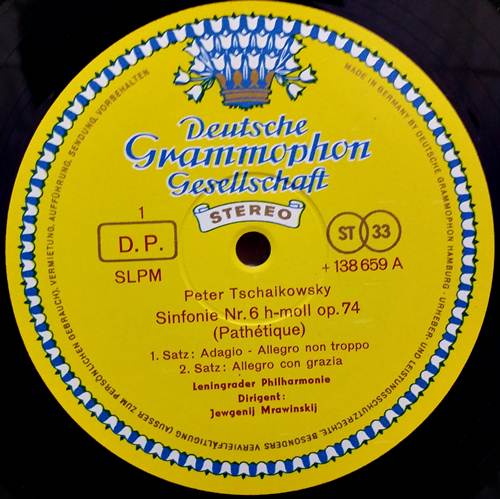 Deutsche
Grammophon
Gesellschaft
STEREO
1
D. P.
SLPM
ST 33
+ 138 659 A
Peter Tschaikowsky
Sinfonie Nr. 6 h-moll op. 74
(Pathétique)
1. Satz: Adagio - Allegro non troppo
2. Satz: Allegro con grazia
Leningrader Philharmonie
Dirigent:
Jewgenij Mrawinskij
MADE IN GERMANY BY DEUTSCHE GRAMMOPHON HAMBURG · URHEBER- UND LEISTUNGSSCHUTZRECHTE, BESONDERS VERVIELFÄLTIGUNG (AUSSER ZUM PERSÖNLICHEN GEBRAUCH), VERMIETUNG, AUFFÜHRUNG, SENDUNG, VORBEHALTEN